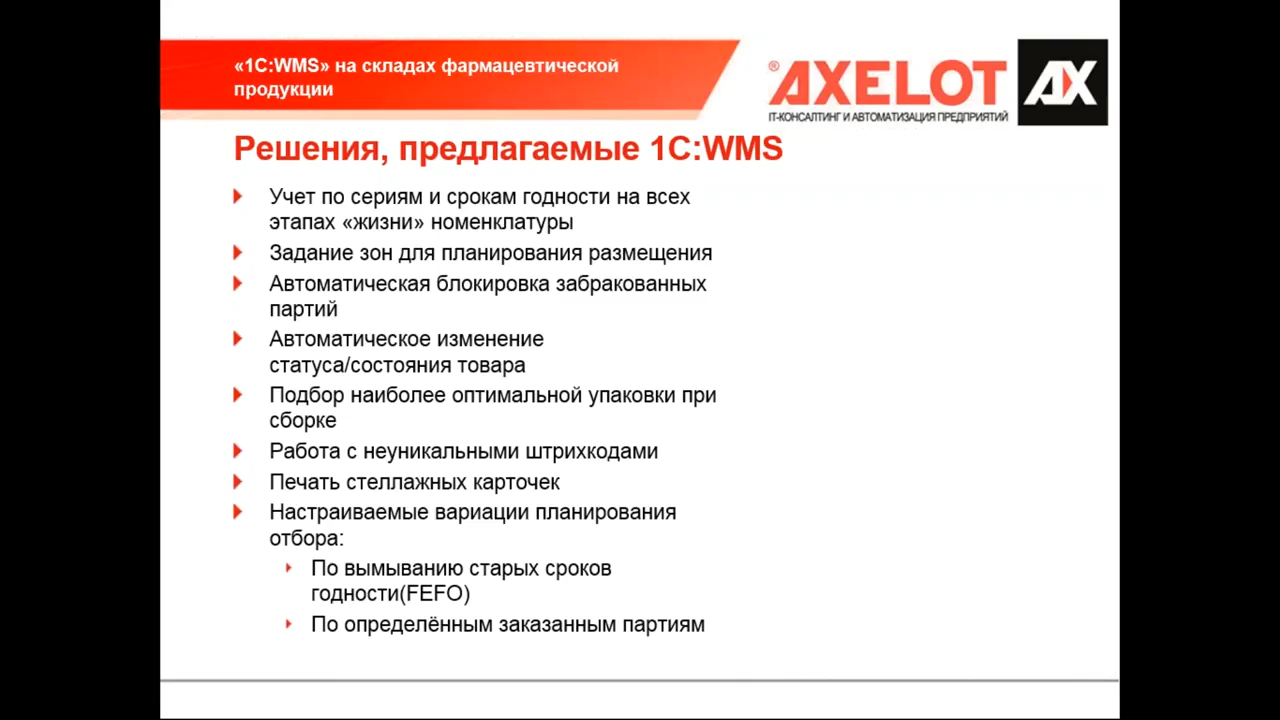 «1С:WMS» на складах фармацевтической
продукции
® AXELOT
AX
IT-КОНСАЛТИНГ И АВТОМАТИЗАЦИЯ ПРЕДПРИЯТИЙ
Решения, предлагаемые 1С:WMS
Учет по сериям и срокам годности на всех
этапах «жизни» номенклатуры
Задание зон для планирования размещения
Автоматическая блокировка забракованных
партий
Автоматическое изменение
статуса/состояния товара
Подбор наиболее оптимальной упаковки при
сборке
Работа с неуникальными штрихкодами
Печать стеллажных карточек
Настраиваемые вариации планирования
отбора:
По вымыванию старых сроков
годности(FEFO)
По определённым заказанным партиям